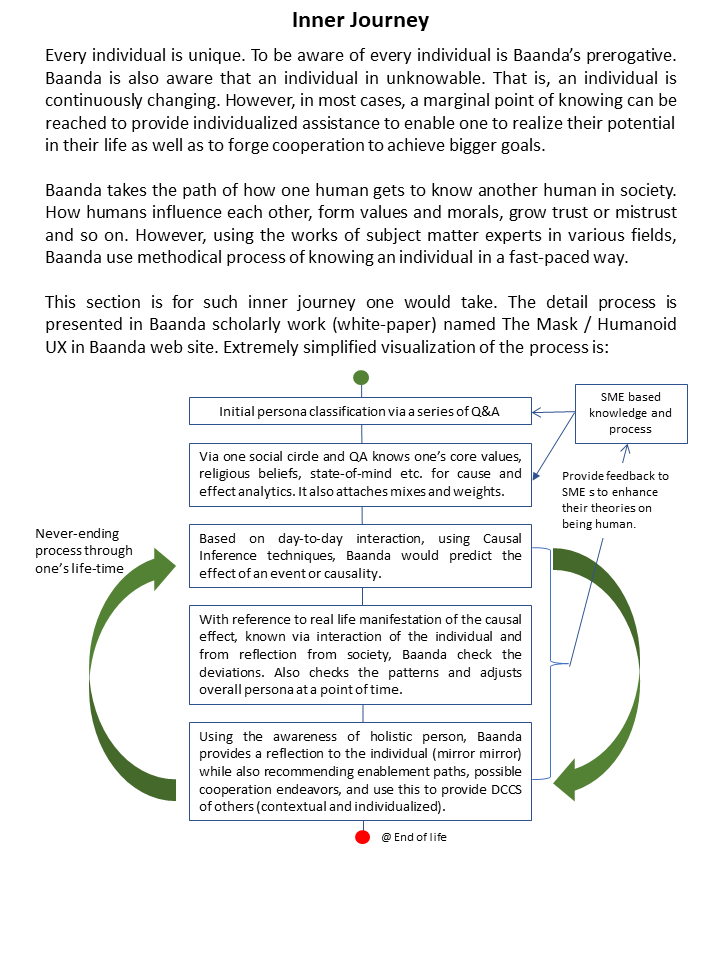 Inner Journey
Every individual is unique. To be aware of every individual is Baanda's prerogative.
Baanda is also aware that an individual in unknowable. That is, an individual is
continuously changing. However, in most cases, a marginal point of knowing can be
reached to provide individualized assistance to enable one to realize their potential
in their life as well as to forge cooperation to achieve bigger goals.
Baanda takes the path of how one human gets to know another human in society.
How humans influence each other, form values and morals, grow trust or mistrust
and so on. However, using the works of subject matter experts in various fields,
Baanda use methodical process of knowing an individual in a fast-paced way.
This section is for such inner journey one would take. The detail process is
presented in Baanda scholarly work (white-paper) named The Mask / Humanoid
UX in Baanda web site. Extremely simplified visualization of the process is:
Initial persona classification via a series of Q&A
SME based
knowledge and
process
Via one social circle and QA knows one's core values,
religious beliefs, state-of-mind etc. for cause and
effect analytics. It also attaches mixes and weights.
Provide feedback to
SME s to enhance
their theories on
being human.
Never-ending
process through
one's life-time
Based on day-to-day interaction, using Causal
Inference techniques, Baanda would predict the
effect of an event or causality.
With reference to real life manifestation of the causal
effect, known via interaction of the individual and
from reflection from society, Baanda check the
deviations. Also checks the patterns and adjusts
overall persona at a point of time.
Using the awareness of holistic person, Baanda
provides a reflection to the individual (mirror mirror)
while also recommending enablement paths, possible
cooperation endeavors, and use this to provide DCCS
of others (contextual and individualized).
@ End of life